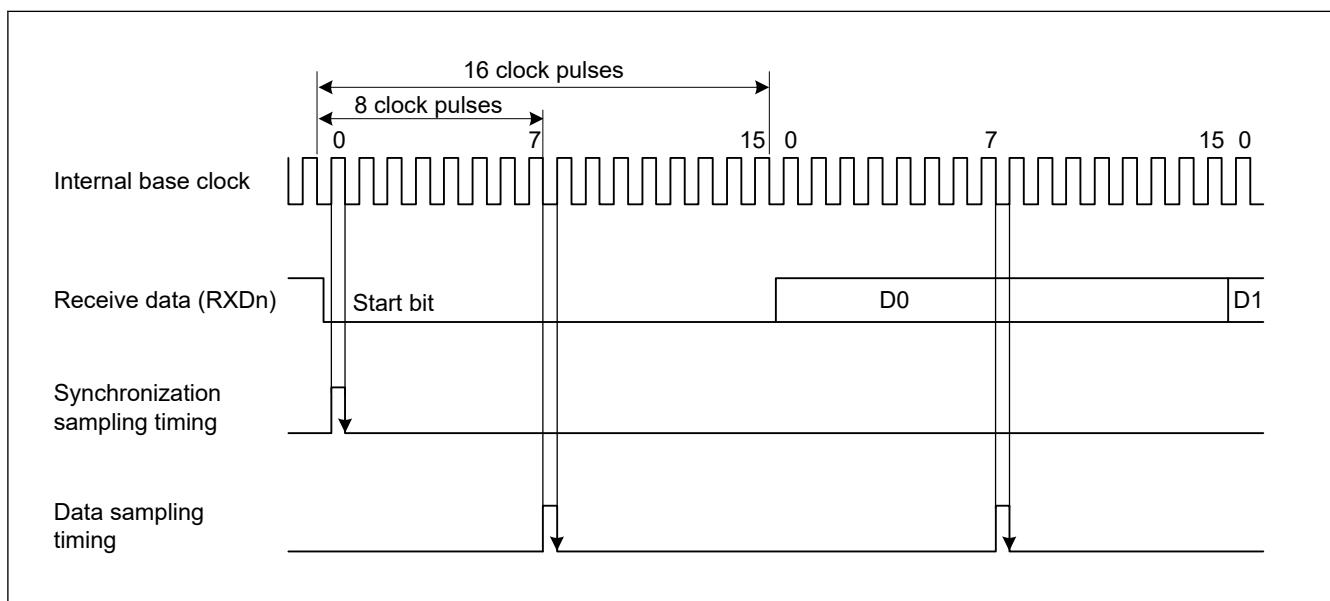 16 clock pulses
8 clock pulses
0 7 15 0 7 15 0
Internal base clock
Receive data (RXDn)
Start bit
D0
D1
Synchronization
sampling timing
Data sampling
timing